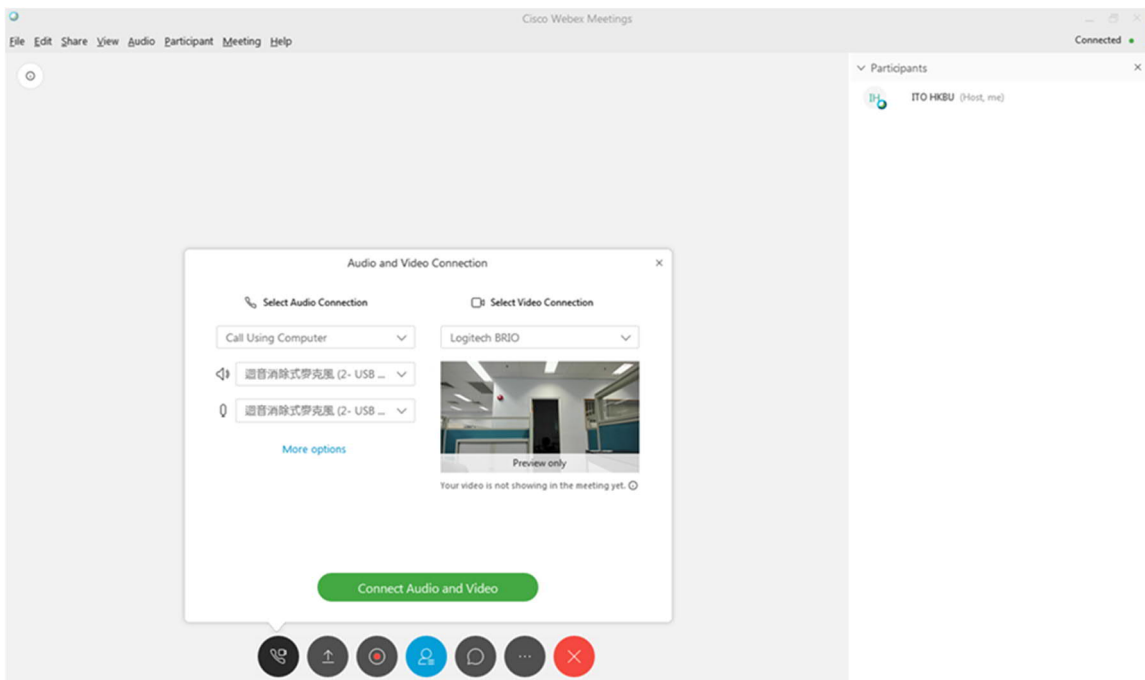 Cisco Webex Meetings
File Edit Share View Audio Participant Meeting Help
Connected
Participants
IH
ITO HKBU (Host, me)
Audio and Video Connection
Select Audio Connection
Select Video Connection
Call Using Computer
Logitech BRIO
迴音消除式麥克風 (2- USB ...
迴音消除式麥克風 (2- USB ...
More options
Preview only
Your video is not showing in the meeting yet.
Connect Audio and Video